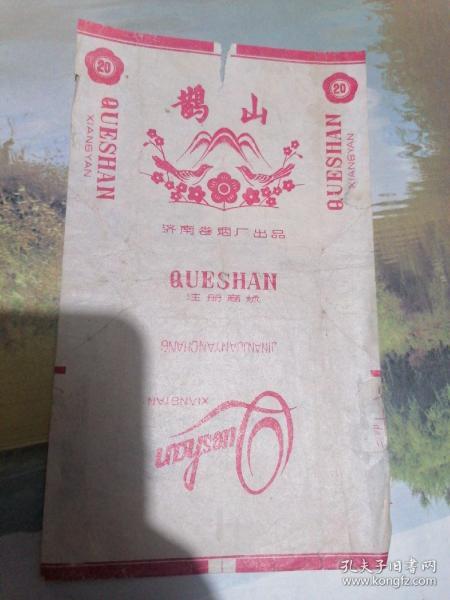 20
QUESHAN
XIANGYAN
20
QUESHAN
XIANGYAN
鹊山
济南卷烟厂出品
QUESHAN
注册商标
JINANJUANYANCHANG
XIANGYAN
Queshan
孔夫子旧书网
www.kongfz.com